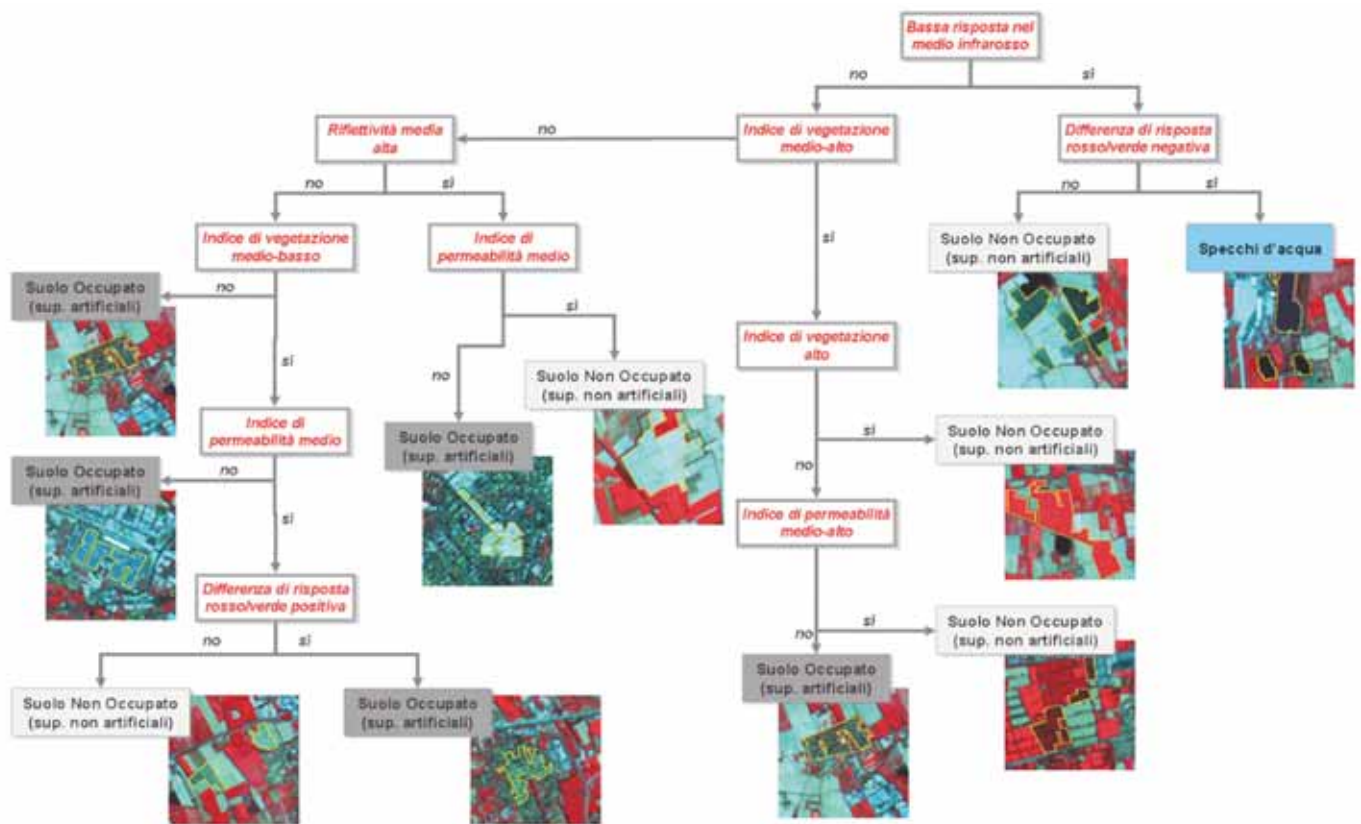 Bassa risposta nel
medio infrarosso
no
sì
Riflettività media
alta
no
Indice di vegetazione
medio-alto
Differenza di risposta
rosso/verde negativa
no
sì
no
sì
sì
Indice di vegetazione
medio-basso
Indice di
permeabilità medio
Suolo Non Occupato
(sup. non artificiali)
Specchi d'acqua
Suolo Occupato
(sup. artificiali)
no
sì
sì
no
Indice di vegetazione
alto
Suolo Non Occupato
(sup. non artificiali)
Indice di
permeabilità medio
Suolo Occupato
(sup. artificiali)
sì
Suolo Non Occupato
(sup. non artificiali)
no
Suolo Occupato
(sup. artificiali)
no
sì
Indice di permeabilità
medio-alto
Differenza di risposta
rosso/verde positiva
no
sì
no
sì
Suolo Non Occupato
(sup. non artificiali)
Suolo Occupato
(sup. artificiali)
Suolo Non Occupato
(sup. non artificiali)
Suolo Occupato
(sup. artificiali)